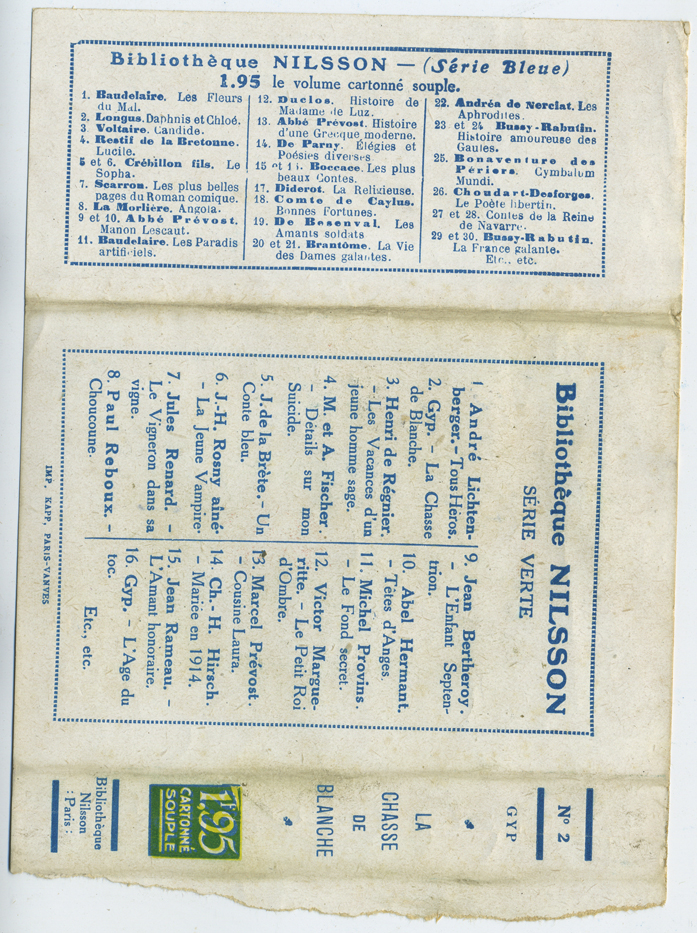 Bibliothèque NILSSON — (Série Bleue)
1.95 le volume cartonné souple.
1. Baudelaire. Les Fleurs
du Mal.
2. Longus. Daphnis et Chloé.
3. Voltaire. Candide.
4. Restif de la Bretonne.
Lucile.
5 et 6. Crébillon fils. Le
Sopha.
7. Scarron. Les plus belles
pages du Roman comique.
8. La Morlière. Angola.
9 et 10. Abbé Prévost.
Manon Lescaut.
11. Baudelaire. Les Paradis
artificiels.
12. Duclos. Histoire de
Madame de Luz.
13. Abbé Prévost. Histoire
d'une Grecque moderne.
14. De Parny. Élégies et
Poésies diverses
15 et 16. Boccace. Les plus
beaux Contes.
17. Diderot. La Religieuse.
18. Comte de Caylus.
Bonnes Fortunes.
19. De Besenval. Les
Amants soldats
20 et 21. Brantôme. La Vie
des Dames galantes.
22. Andréa de Nerciat. Les
Aphrodites.
23 et 24 Bussy-Rabutin.
Histoire amoureuse des
Gaules.
25. Bonaventure des
Périers. Cymbalum
Mundi.
26. Choudart-Desforges.
Le Poète libertin.
27 et 28. Contes de la Reine
de Navarre.
29 et 30. Bussy-Rabutin.
La France galante.
Etc., etc.
Bibliothèque NILSSON
SÉRIE VERTE
1. André Lichten-
berger. - Tous Héros.
2. Gyp. - La Chasse
de Blanche.
3. Henri de Régnier.
- Les Vacances d'un
jeune homme sage.
4. M. et A. Fischer.
- Détails sur mon
Suicide.
5. J. de la Brète. - Un
Conte bleu.
6. J.-H. Rosny aîné.
- La Jeune Vampire.
7. Jules Renard. -
Le Vigneron dans sa
vigne.
8. Paul Reboux. -
Choucoune.
9. Jean Bertheroy.
- L'Enfant Septen-
trion.
10. Abel Hermant.
- Têtes d'Anges.
11. Michel Provins.
- Le Fond secret.
12. Victor Margue-
ritte. - Le Petit Roi
d'Ombre.
13. Marcel Prévost.
- Cousine Laura.
14. Ch.-H. Hirsch.
- Mariée en 1914.
15. Jean Rameau. -
L'Amant honoraire.
16. Gyp. - L'Age du
toc.
Etc., etc.
IMP. KAPP, PARIS-VANVES
Nº 2
GYP
LA
CHASSE
DE
BLANCHE
1f,95
CARTONNÉ
SOUPLE
Bibliothèque
Nilsson
: Paris :